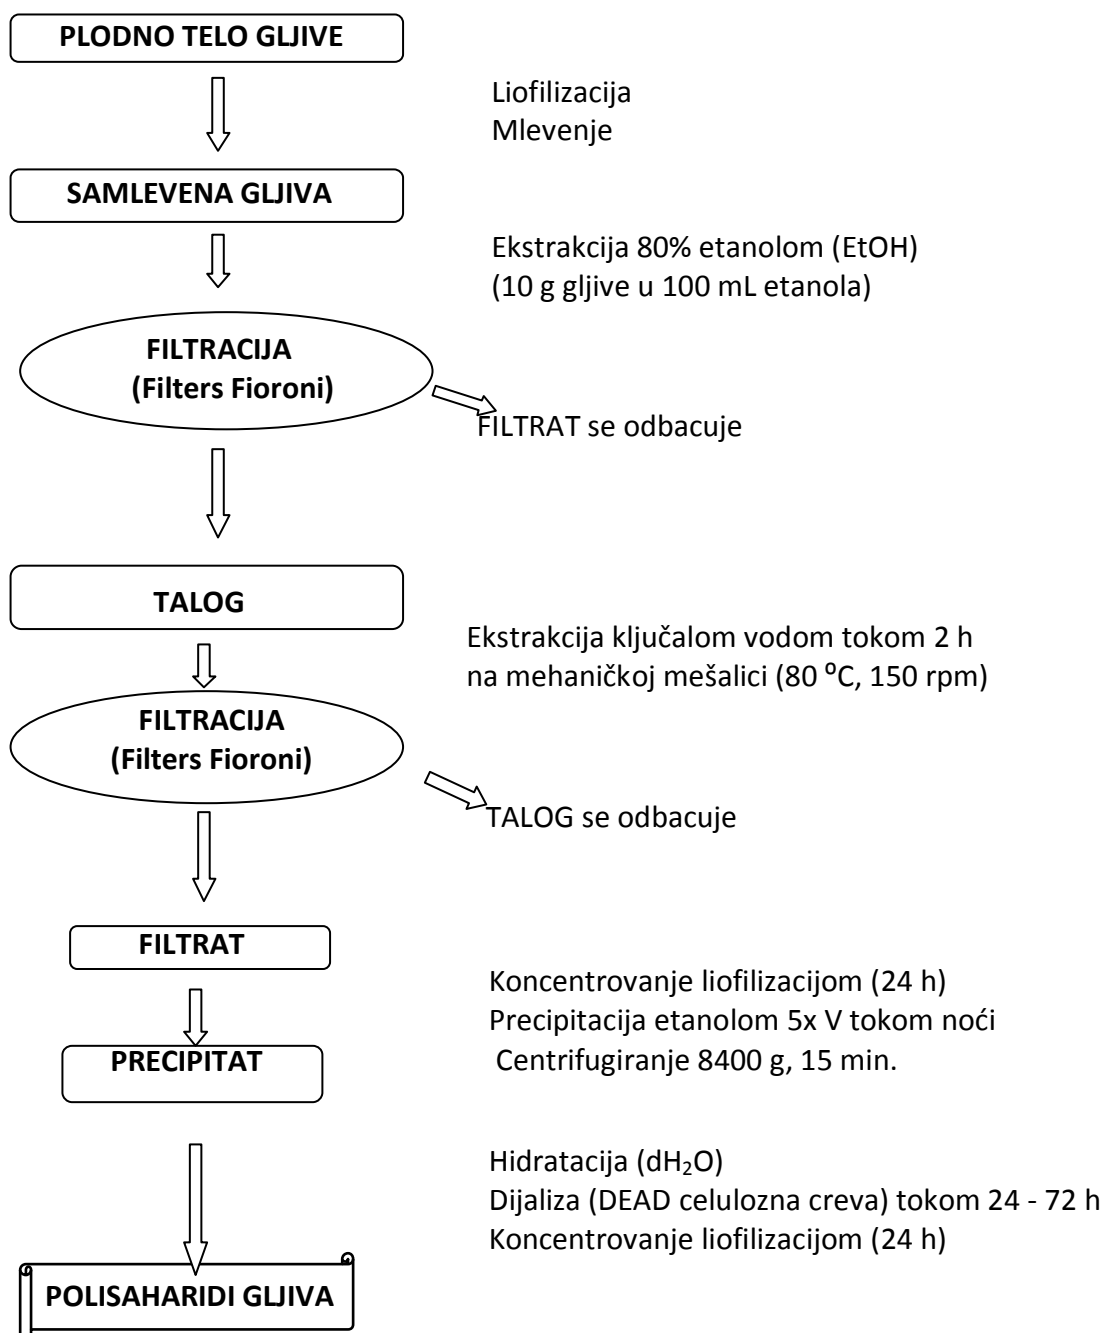 PLODNO TELO GLJIVE
Liofilizacija
Mlevenje
SAMLEVENA GLJIVA
Ekstrakcija 80% etanolom (EtOH)
(10 g gljive u 100 mL etanola)
FILTRACIJA
(Filters Fioroni)
FILTRAT se odbacuje
TALOG
Ekstrakcija ključalom vodom tokom 2 h
na mehaničkoj mešalici (80 ⁰C, 150 rpm)
FILTRACIJA
(Filters Fioroni)
TALOG se odbacuje
FILTRAT
Koncentrovanje liofilizacijom (24 h)
Precipitacija etanolom 5x V tokom noći
Centrifugiranje 8400 g, 15 min.
PRECIPITAT
Hidratacija (dH₂O)
Dijaliza (DEAD celulozna creva) tokom 24 - 72 h
Koncentrovanje liofilizacijom (24 h)
POLISAHARIDI GLJIVA